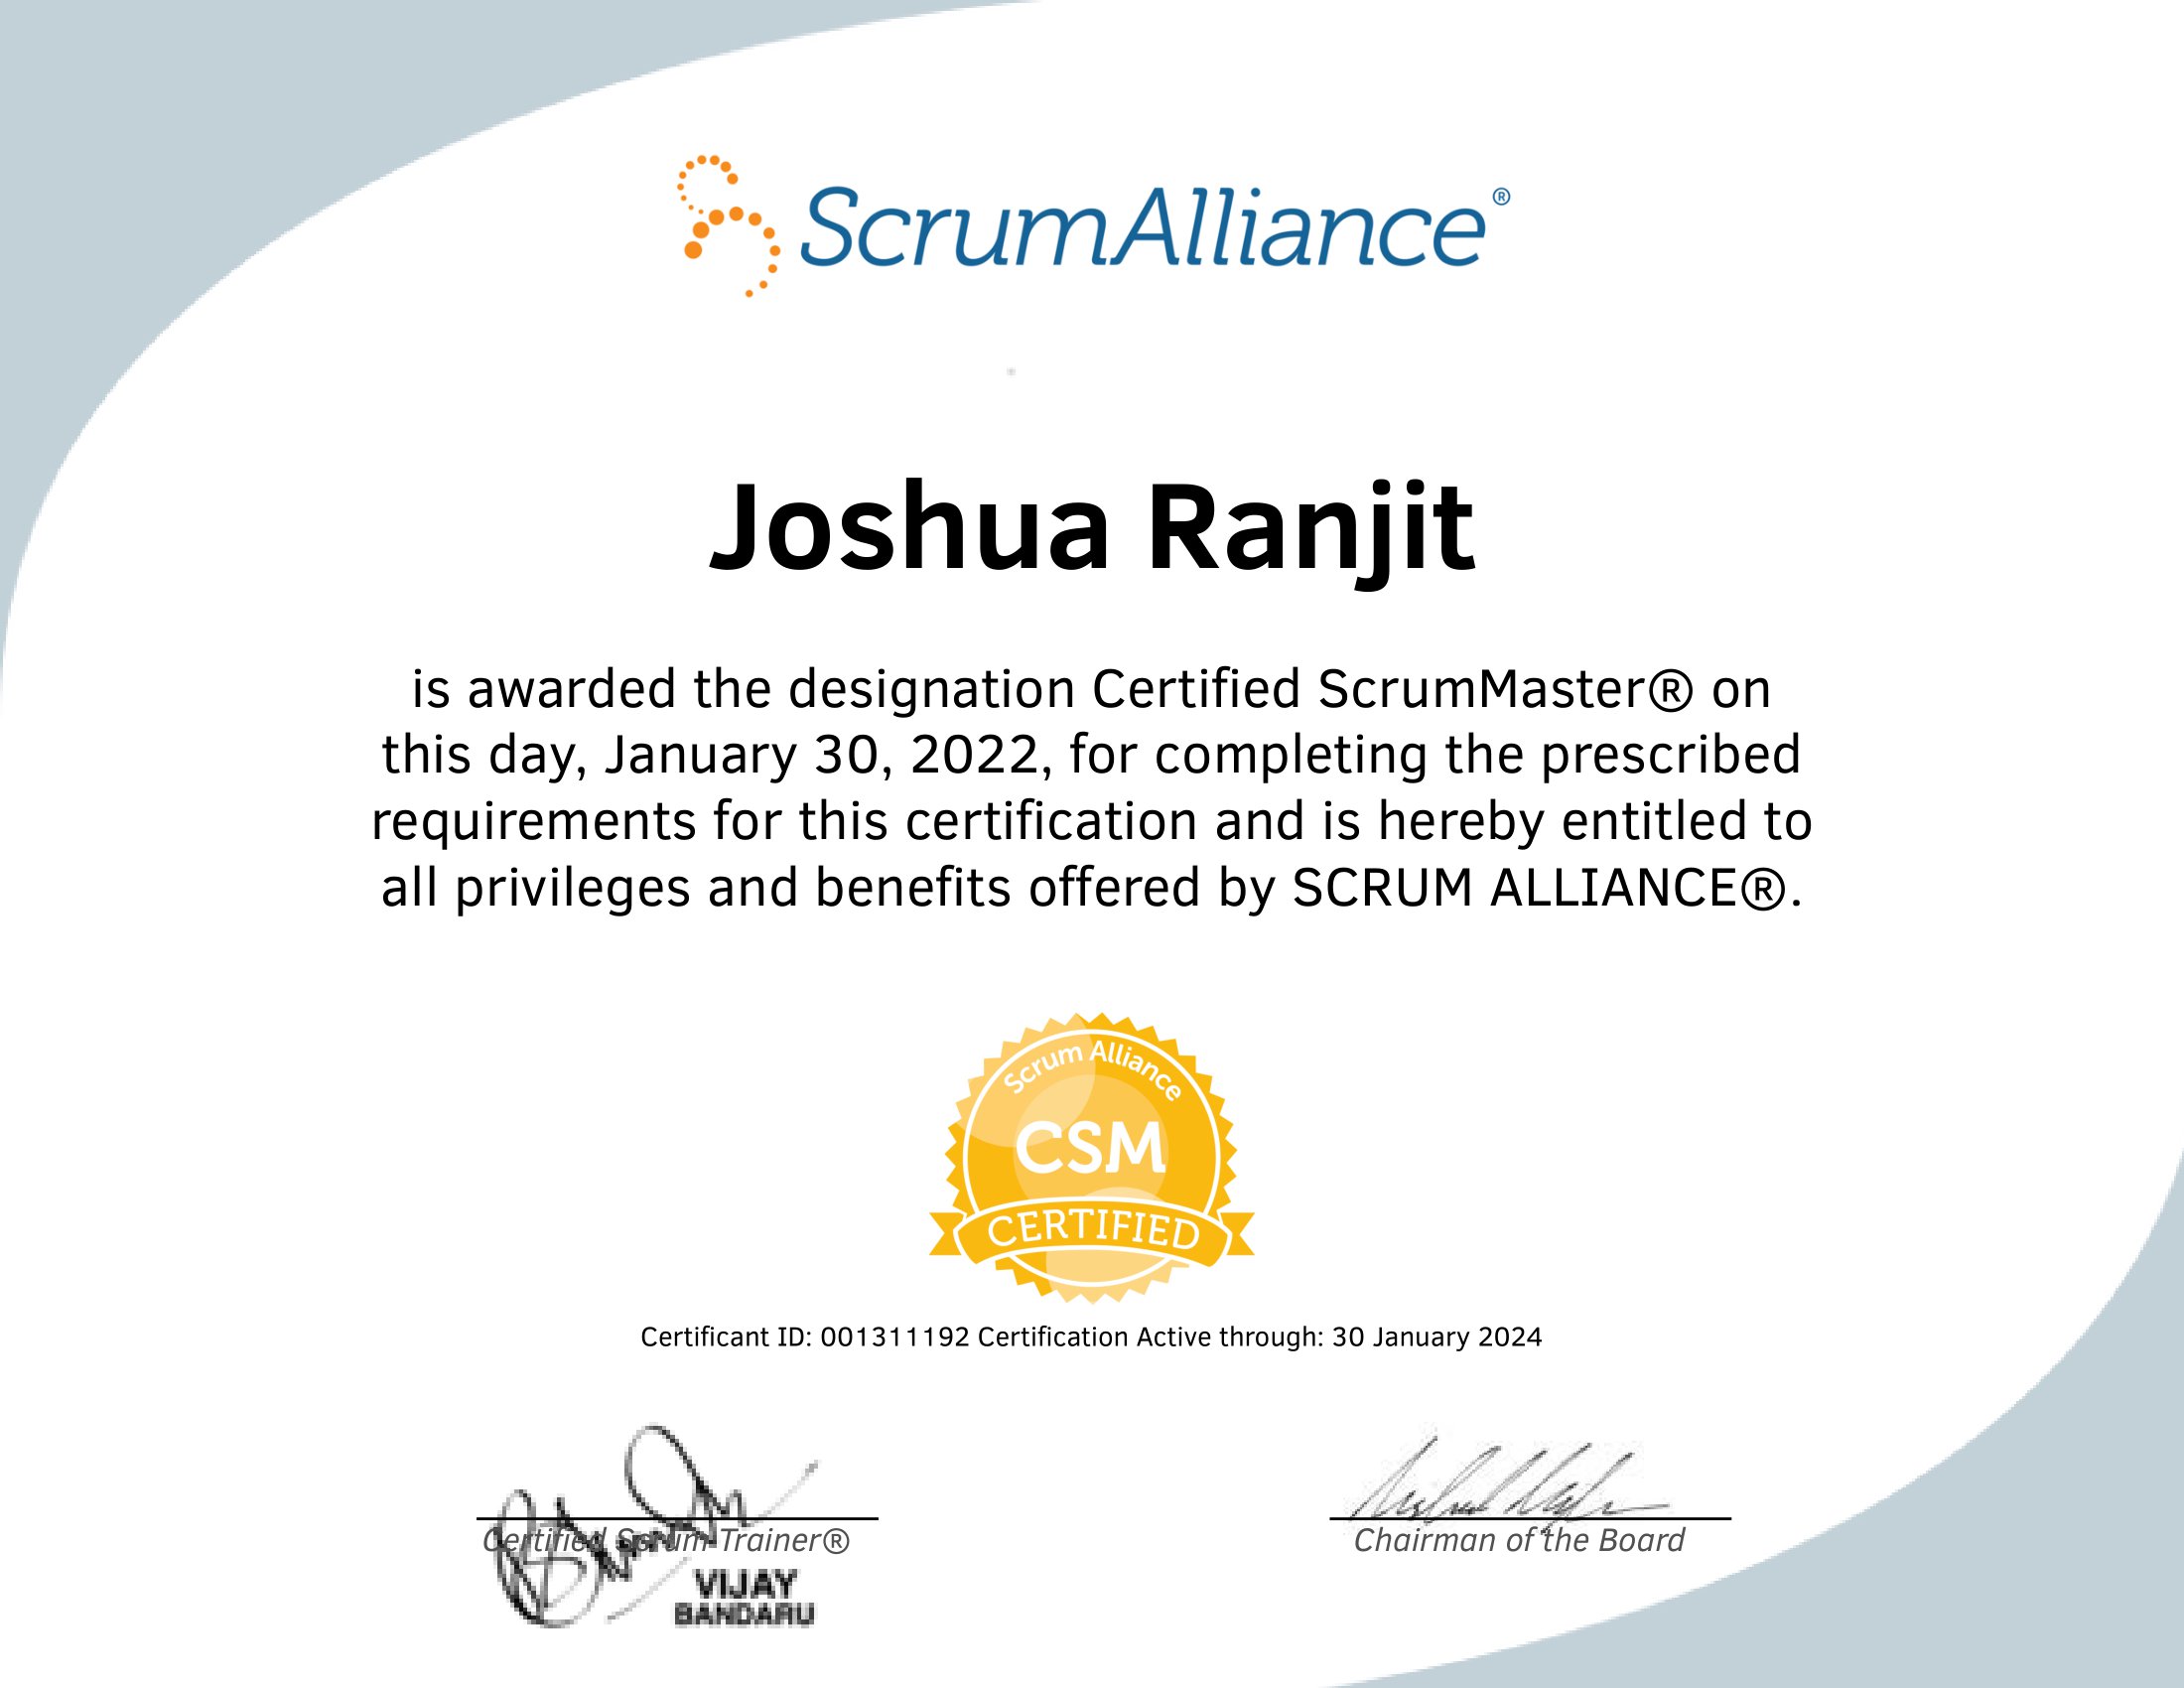 ScrumAlliance®
Joshua Ranjit
is awarded the designation Certified ScrumMaster® on
this day, January 30, 2022, for completing the prescribed
requirements for this certification and is hereby entitled to
all privileges and benefits offered by SCRUM ALLIANCE®.
Scrum Alliance
CSM
CERTIFIED
Certificant ID: 001311192 Certification Active through: 30 January 2024
Certified Scrum Trainer®
VIJAY
BANDARU
Chairman of the Board